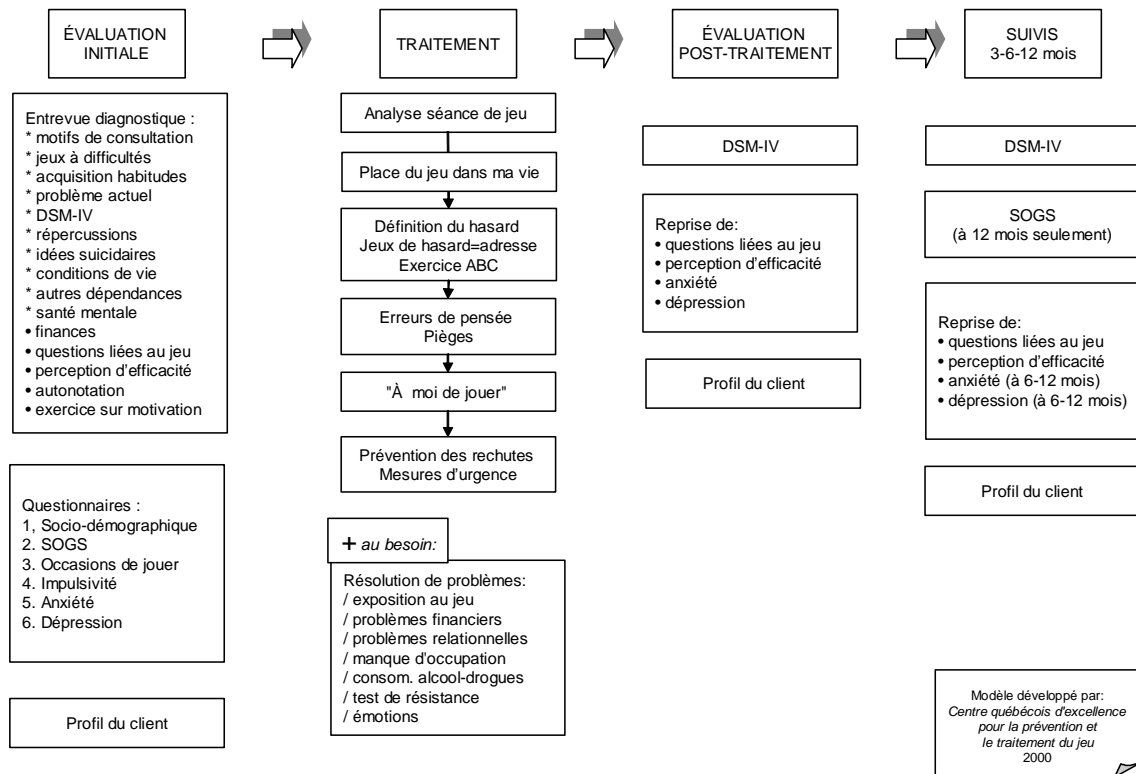 ÉVALUATION
INITIALE
Entrevue diagnostique :
* motifs de consultation
* jeux à difficultés
* acquisition habitudes
* problème actuel
* DSM-IV
* répercussions
* idées suicidaires
* conditions de vie
* autres dépendances
* santé mentale
• finances
• questions liées au jeu
• perception d'efficacité
• autonotation
• exercice sur motivation
Questionnaires :
1, Socio-démographique
2. SOGS
3. Occasions de jouer
4. Impulsivité
5. Anxiété
6. Dépression
Profil du client
TRAITEMENT
Analyse séance de jeu
Place du jeu dans ma vie
Définition du hasard
Jeux de hasard=adresse
Exercice ABC
Erreurs de pensée
Pièges
"À moi de jouer"
Prévention des rechutes
Mesures d'urgence
+ au besoin:
Résolution de problèmes:
/ exposition au jeu
/ problèmes financiers
/ problèmes relationnelles
/ manque d'occupation
/ consom. alcool-drogues
/ test de résistance
/ émotions
ÉVALUATION
POST-TRAITEMENT
DSM-IV
Reprise de:
• questions liées au jeu
• perception d'efficacité
• anxiété
• dépression
Profil du client
SUIVIS
3-6-12 mois
DSM-IV
SOGS
(à 12 mois seulement)
Reprise de:
• questions liées au jeu
• perception d'efficacité
• anxiété (à 6-12 mois)
• dépression (à 6-12 mois)
Profil du client
Modèle développé par:
Centre québécois d'excellence
pour la prévention et
le traitement du jeu
2000